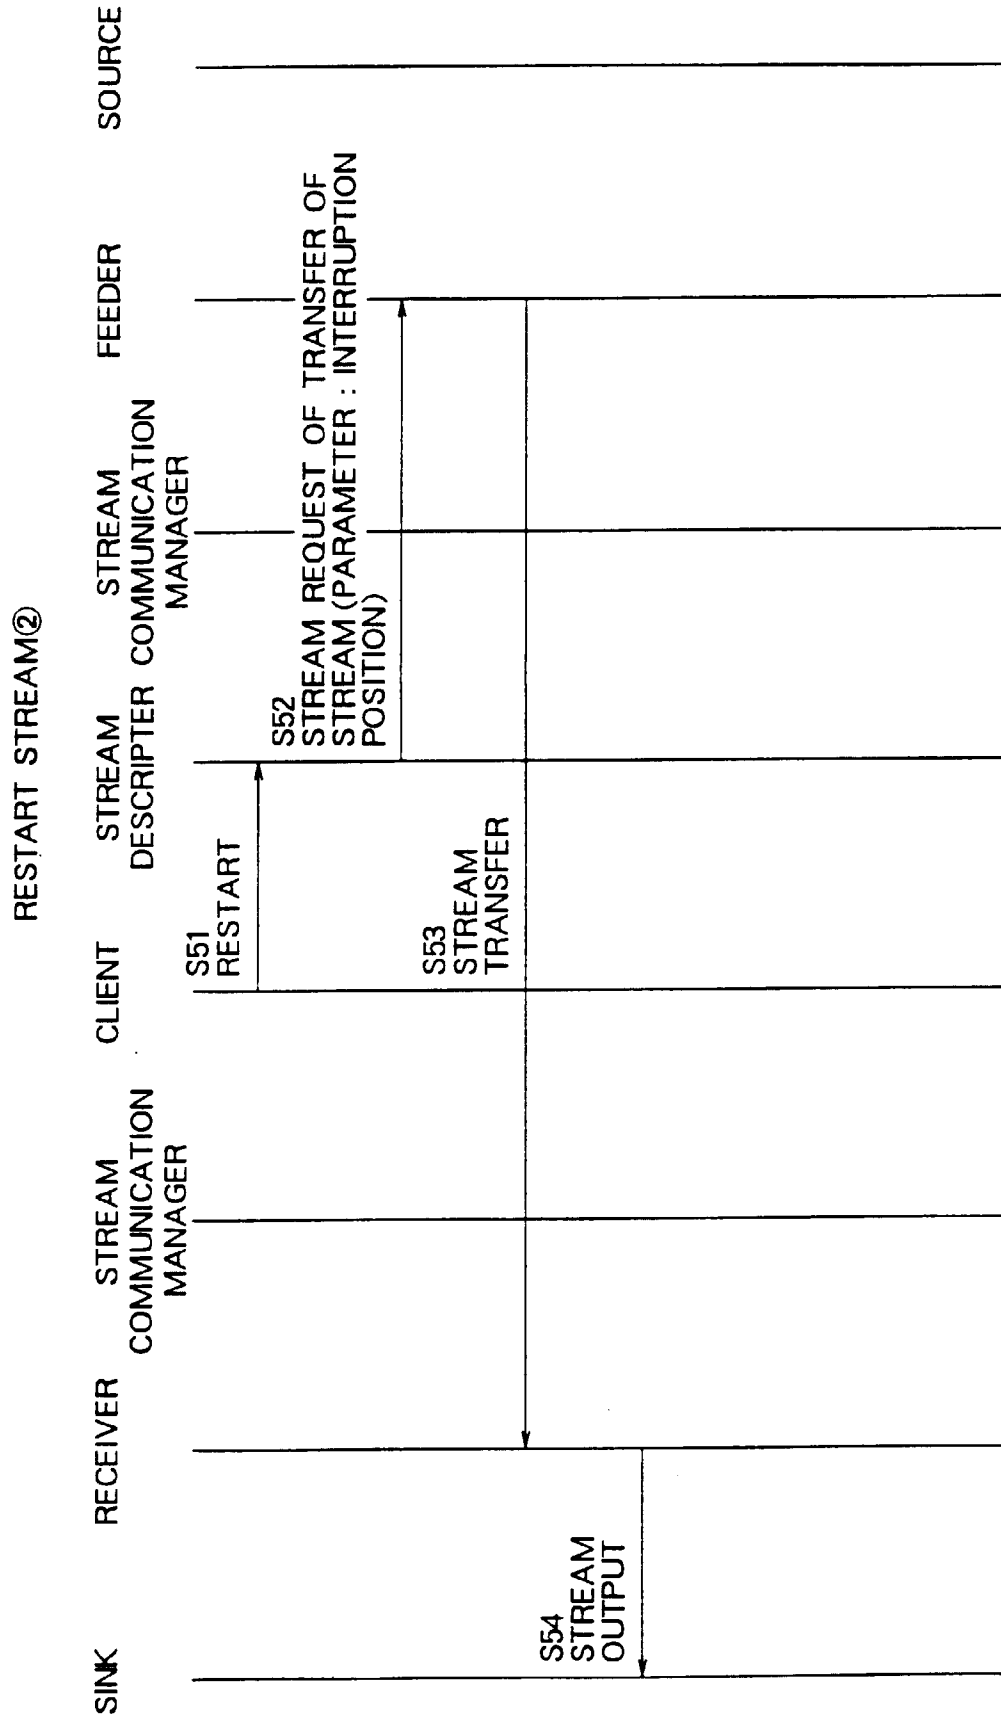 RESTART STREAM②
SINK
RECEIVER
STREAM
COMMUNICATION
MANAGER
CLIENT
STREAM
DESCRIPTER
STREAM
COMMUNICATION
MANAGER
FEEDER
SOURCE
S51
RESTART
S52
STREAM REQUEST OF TRANSFER OF
STREAM (PARAMETER : INTERRUPTION
POSITION)
S53
STREAM
TRANSFER
S54
STREAM
OUTPUT